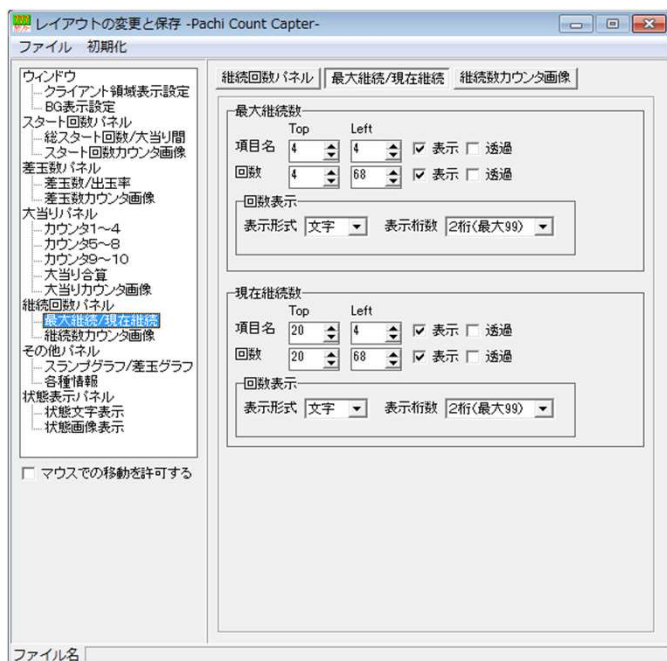 レイアウトの変更と保存 -Pachi Count Capter-
ファイル 初期化
ウィンドウ
クライアント領域表示設定
BG表示設定
スタート回数パネル
総スタート回数/大当り間
スタート回数カウンタ画像
差玉数パネル
差玉数/出玉率
差玉数カウンタ画像
大当りパネル
カウンタ1～4
カウンタ5～8
カウンタ9～10
大当り合算
大当りカウンタ画像
継続回数パネル
最大継続/現在継続
継続数カウンタ画像
その他パネル
スランプグラフ/差玉グラフ
各種情報
状態表示パネル
状態文字表示
状態画像表示
マウスでの移動を許可する
継続回数パネル 最大継続/現在継続 継続数カウンタ画像
最大継続数
Top Left
項目名 4 4 表示 透過
回数 4 68 表示 透過
回数表示
表示形式 文字 表示桁数 2桁(最大99)
現在継続数
Top Left
項目名 20 4 表示 透過
回数 20 68 表示 透過
回数表示
表示形式 文字 表示桁数 2桁(最大99)
ファイル名